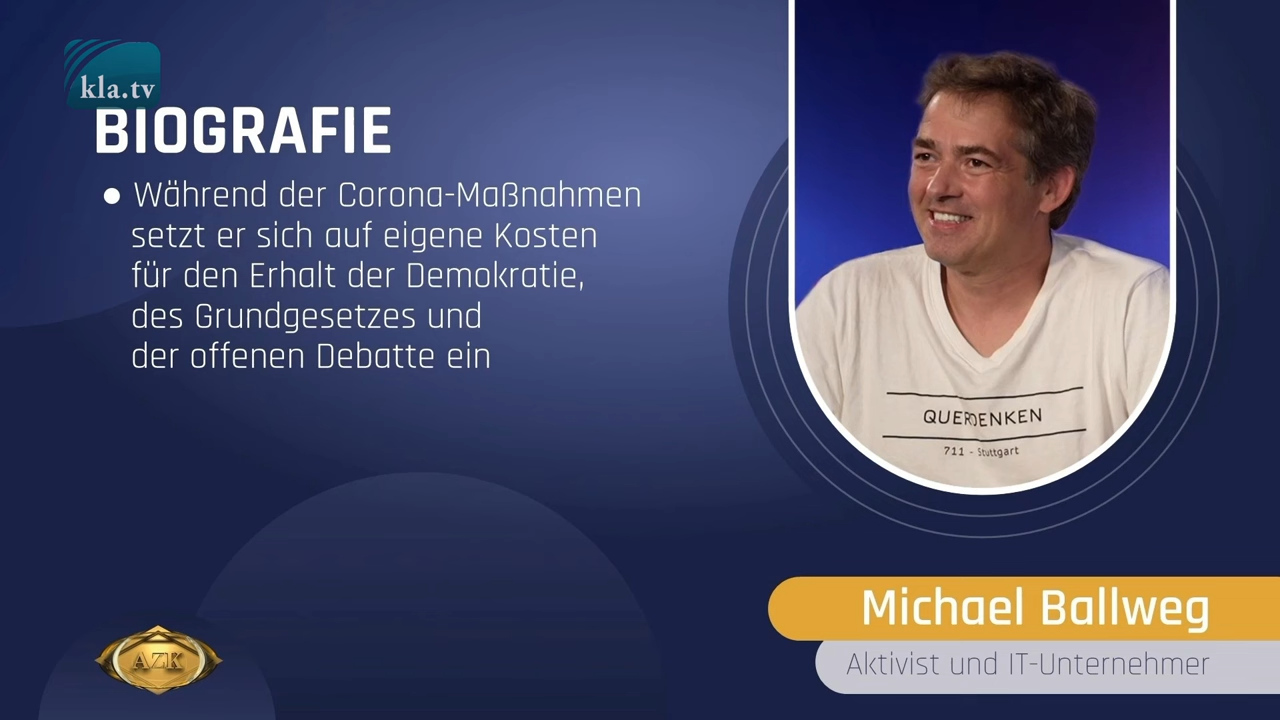 kla.tv
BIOGRAFIE
● Während der Corona-Maßnahmen
setzt er sich auf eigene Kosten
für den Erhalt der Demokratie,
des Grundgesetzes und
der offenen Debatte ein
QUERDENKEN
711 - Stuttgart
Michael Ballweg
Aktivist und IT-Unternehmer
AZK